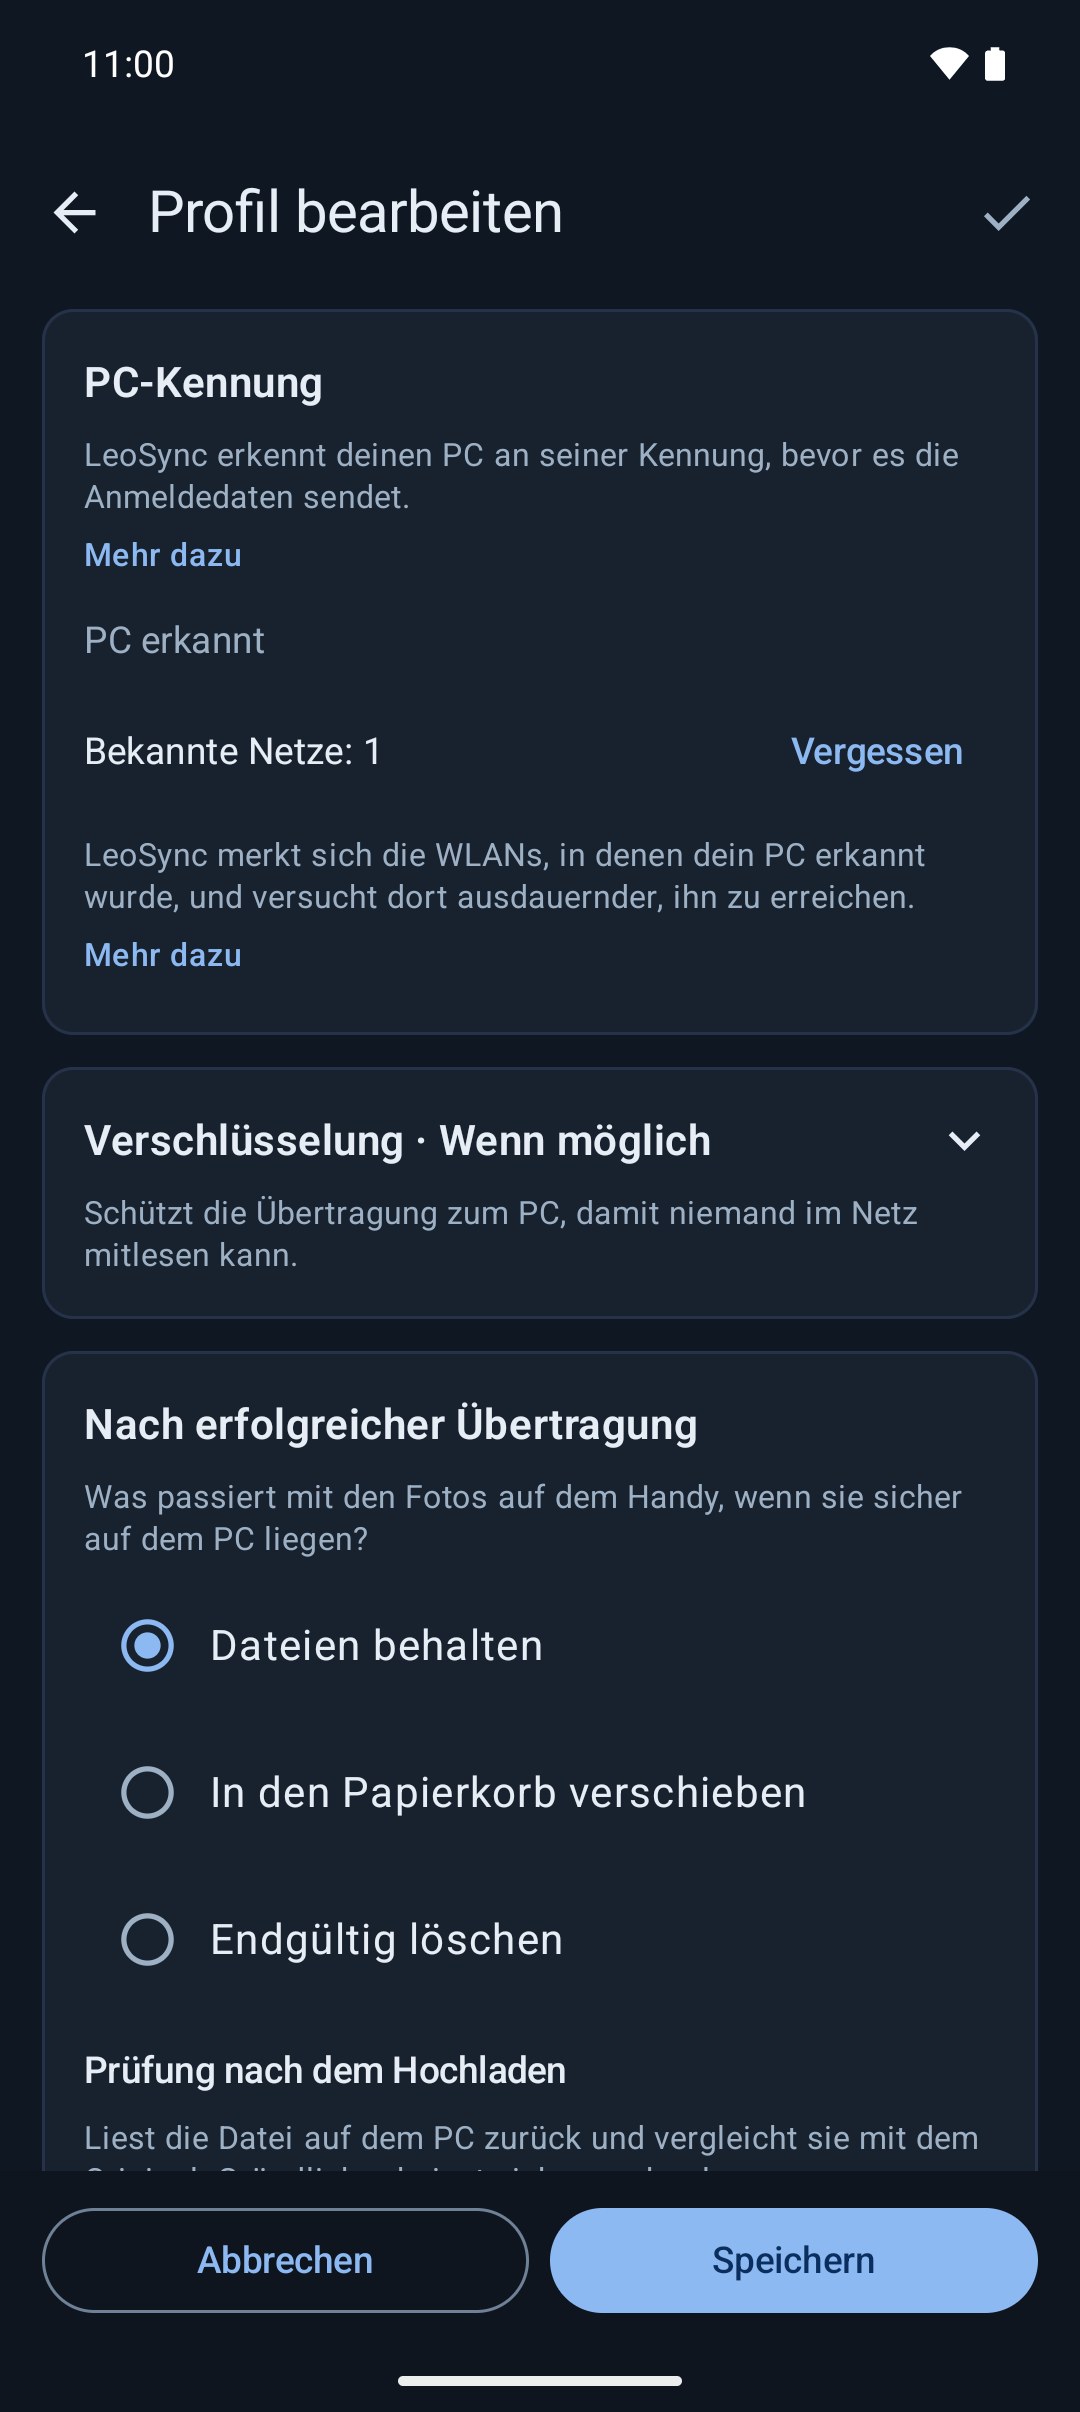 11:00
Profil bearbeiten
PC-Kennung
LeoSync erkennt deinen PC an seiner Kennung, bevor es die
Anmeldedaten sendet.
Mehr dazu
PC erkannt
Bekannte Netze: 1
Vergessen
LeoSync merkt sich die WLANs, in denen dein PC erkannt
wurde, und versucht dort ausdauernder, ihn zu erreichen.
Mehr dazu
Verschlüsselung · Wenn möglich
Schützt die Übertragung zum PC, damit niemand im Netz
mitlesen kann.
Nach erfolgreicher Übertragung
Was passiert mit den Fotos auf dem Handy, wenn sie sicher
auf dem PC liegen?
Dateien behalten
In den Papierkorb verschieben
Endgültig löschen
Prüfung nach dem Hochladen
Liest die Datei auf dem PC zurück und vergleicht sie mit dem
Abbrechen
Speichern